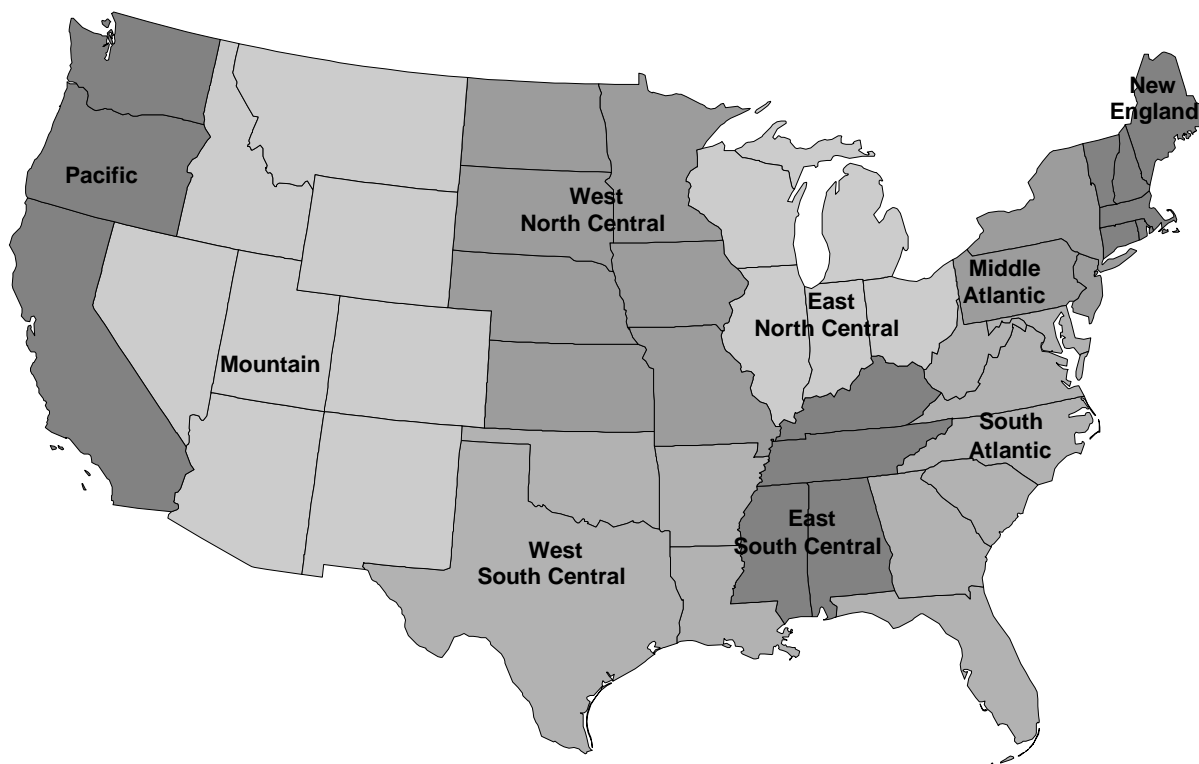 New
England
Pacific
West
North Central
Middle
Atlantic
East
North Central
Mountain
South
Atlantic
East
South Central
West
South Central